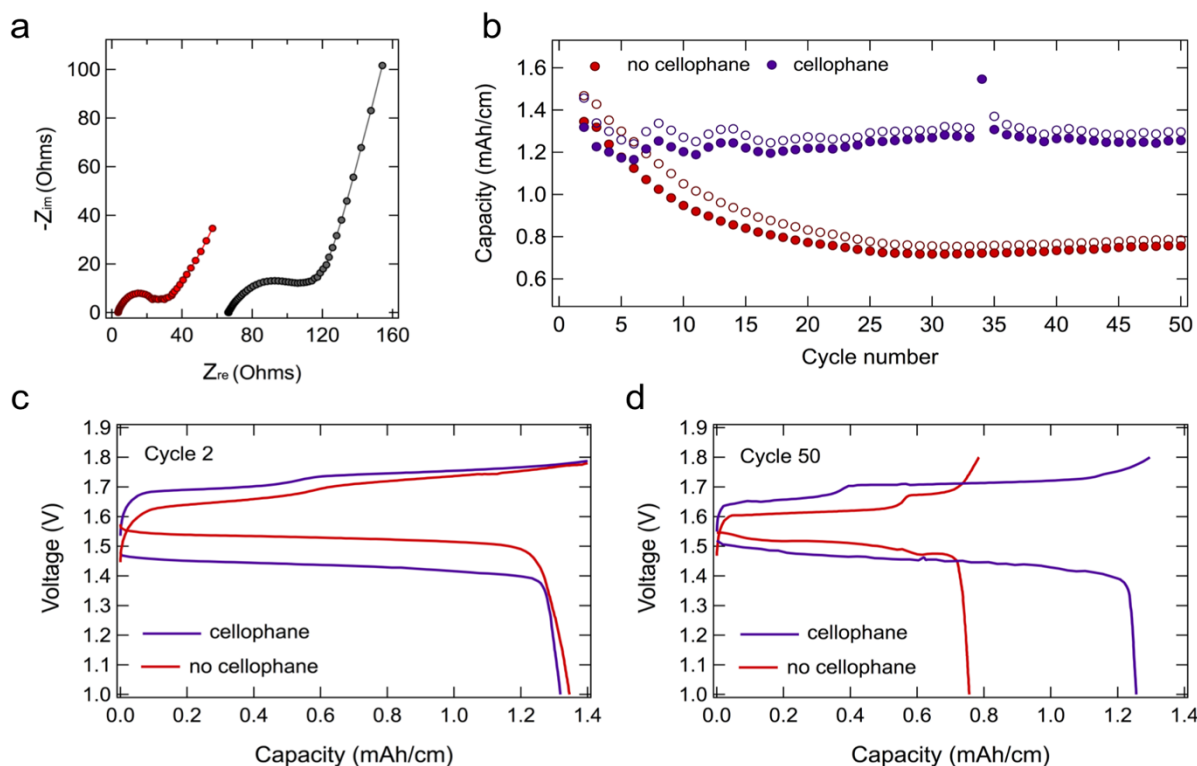 a
100
80
60
40
20
0
-Zim (Ohms)
0 40 80 120 160
Zre (Ohms)
b
no cellophane cellophane
1.6
1.4
1.2
1.0
0.8
0.6
Capacity (mAh/cm)
0 5 10 15 20 25 30 35 40 45 50
Cycle number
c
Cycle 2
1.9
1.8
1.7
1.6
1.5
1.4
1.3
1.2
1.1
1.0
Voltage (V)
cellophane
no cellophane
0.0 0.2 0.4 0.6 0.8 1.0 1.2 1.4
Capacity (mAh/cm)
d
Cycle 50
1.9
1.8
1.7
1.6
1.5
1.4
1.3
1.2
1.1
1.0
Voltage (V)
cellophane
no cellophane
0.0 0.2 0.4 0.6 0.8 1.0 1.2 1.4
Capacity (mAh/cm)